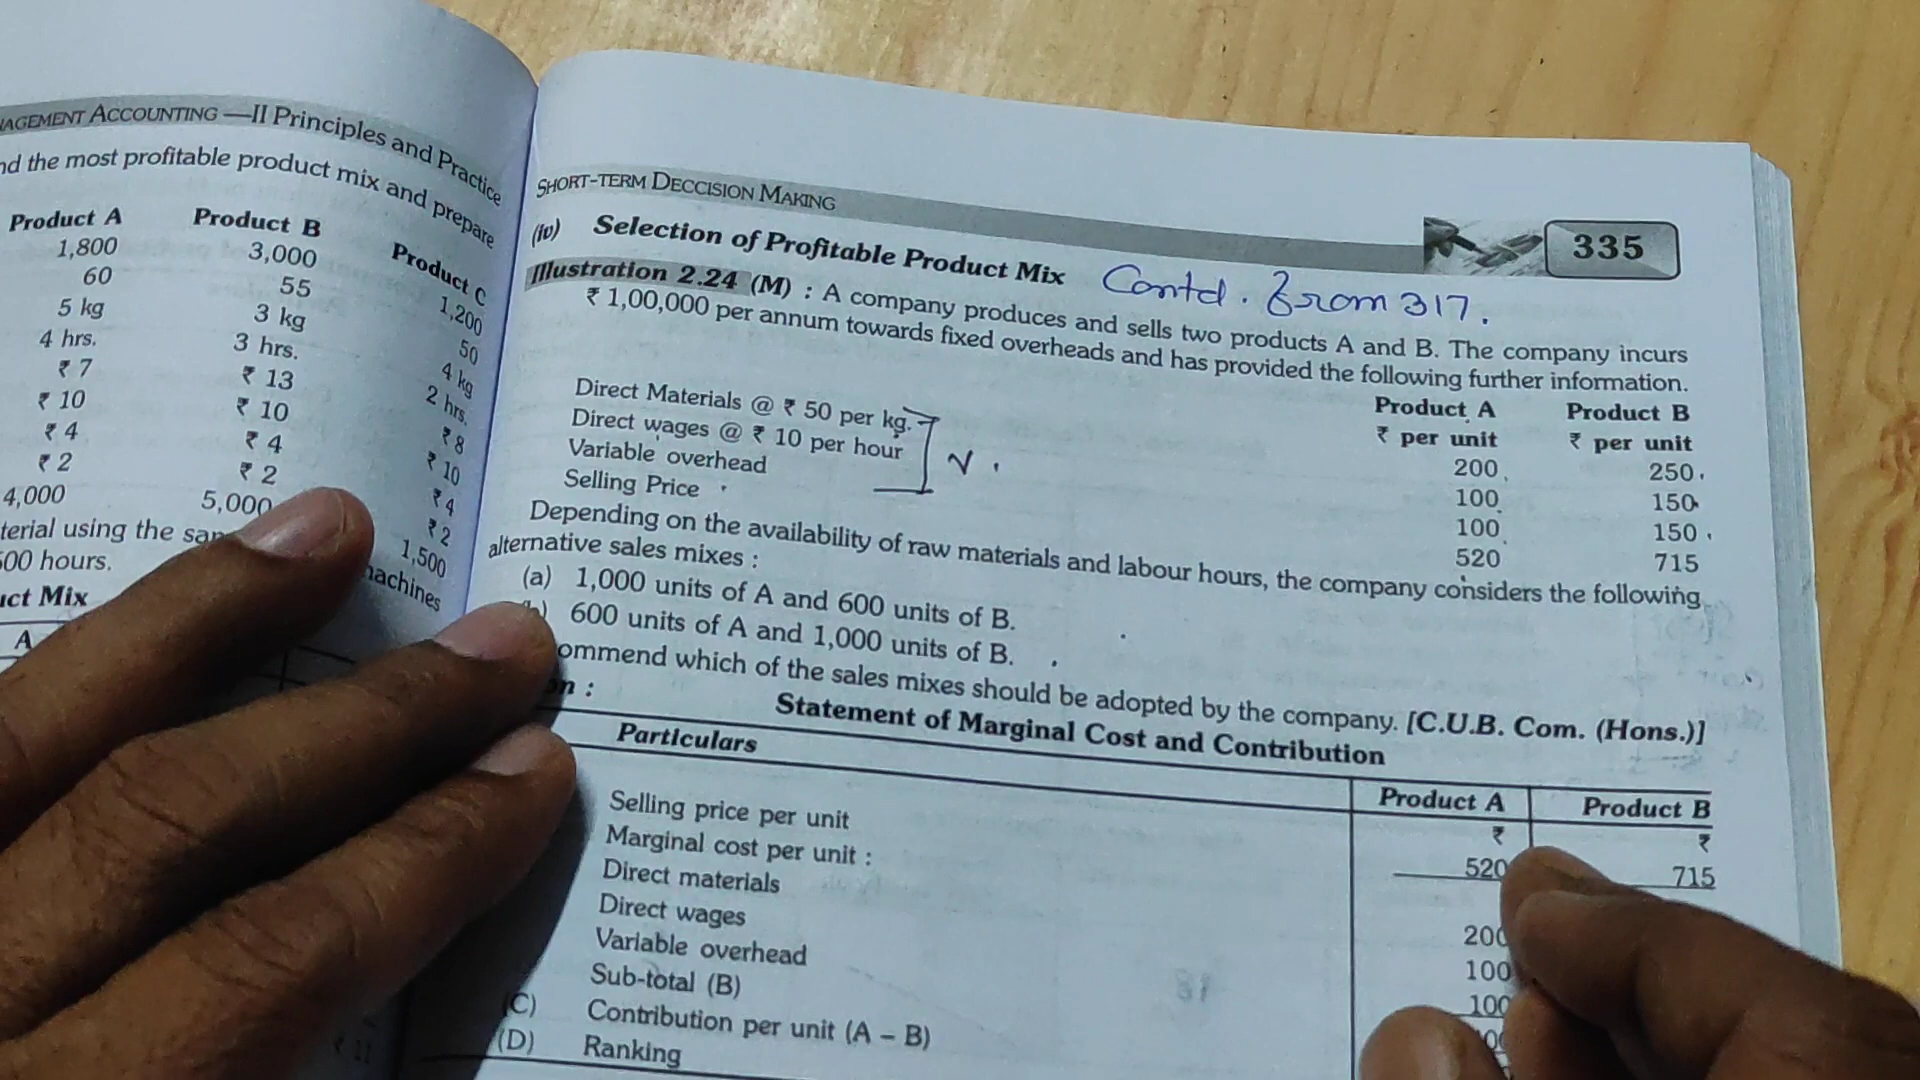 MANAGEMENT ACCOUNTING—II Principles and Practice
the most profitable product mix and prepare
Product A Product B Product C
1,800 3,000 1,200
60 55 50
5 kg 3 kg 4 kg
4 hrs. 3 hrs. 2 hrs.
₹ 7 ₹ 13 ₹ 8
₹ 10 ₹ 10 ₹ 10
₹ 4 ₹ 4 ₹ 4
₹ 2 ₹ 2 ₹ 2
4,000 5,000 1,500
using the machines
hours.
Mix
A
SHORT-TERM DECCISION MAKING
335
(iv) Selection of Profitable Product Mix Contd. from 317.
Illustration 2.24 (M) : A company produces and sells two products A and B. The company incurs
₹ 1,00,000 per annum towards fixed overheads and has provided the following further information.
Product A Product B
₹ per unit ₹ per unit
Direct Materials @ ₹ 50 per kg. 200 250
Direct wages @ ₹ 10 per hour 100 150
Variable overhead 100 150
Selling Price 520 715
Depending on the availability of raw materials and labour hours, the company considers the following
alternative sales mixes :
(a) 1,000 units of A and 600 units of B.
600 units of A and 1,000 units of B.
which of the sales mixes should be adopted by the company. [C.U.B. Com. (Hons.)]
Statement of Marginal Cost and Contribution
Particulars Product A Product B
₹ ₹
Selling price per unit 520 715
Marginal cost per unit :
Direct materials 200
Direct wages 100
Variable overhead 100
Sub-total (B)
(C) Contribution per unit (A – B)
(D) Ranking